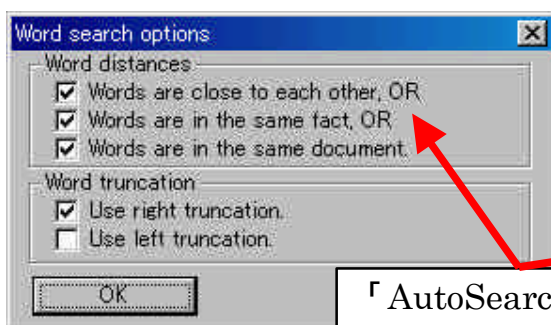 Word search options
Word distances
Words are close to each other, OR
Words are in the same fact, OR
Words are in the same document.
Word truncation
Use right truncation.
Use left truncation.
OK
「AutoSearc